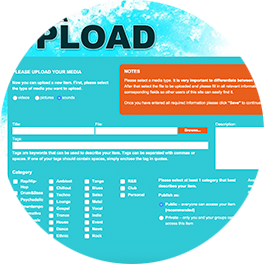 PLOAD
PLEASE UPLOAD YOUR MEDIA
Now you can upload a new item. First, please select
the type of media you want to upload.
videos pictures sounds
NOTES
Please select a media type. It is very important to differentiate between
After that select the file to be uploaded and please fill in all relevant information
corresponding fields so other users of this site can easily find it.
Once you have entered all required information please click "Save" to continue
Title: File: Description:
Browse...
Tags:
Tags are keywords that can be used to describe your item. Tags can be separated with commas or
spaces. If one of your tags should contain spaces, simply enclose the tag in quotes.
Category
Rap/Hip-
Hop
Drum&Bass
Psychedelic
Ambient
Chillout
Techno
Lounge
Trance
House
Dance
Ethnic
Tango
Blues
Salsa
Gospel
Soul
Indie
Funk
News
Rock
R&B
Club
Personal
Please select at least 1 category that best
describes your item.
Publish as:
Public - everyone can access your item
(recommended)
Private - only you and your groups can
access this item